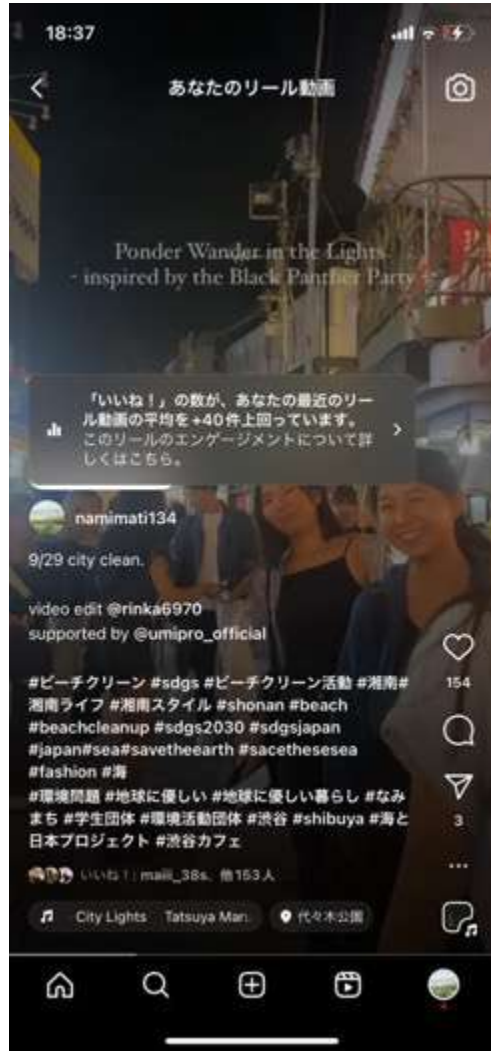 18:37
あなたのリール動画
Ponder Wander in the Lights
- inspired by the Black Panther Party -
「いいね!」の数が、あなたの最近のリー
ル動画の平均を+40件上回っています。
このリールのエンゲージメントについて詳
しくはこちら。
namimati134
9/29 city clean.
video edit @rinka6970
supported by @umipro_official
#ビーチクリーン #sdgs #ビーチクリーン活動 #湘南#
湘南ライフ #湘南スタイル #shonan #beach
#beachcleanup #sdgs2030 #sdgsjapan
#japan#sea#savetheearth #sacethesesea
#fashion #海
#環境問題 #地球に優しい #地球に優しい暮らし #なみ
まち #学生団体 #環境活動団体 #渋谷 #shibuya #海と
日本プロジェクト #渋谷カフェ
154
3
いいね!: maiii_38s、他153人
City Lights Tatsuya Mar
代々木公園